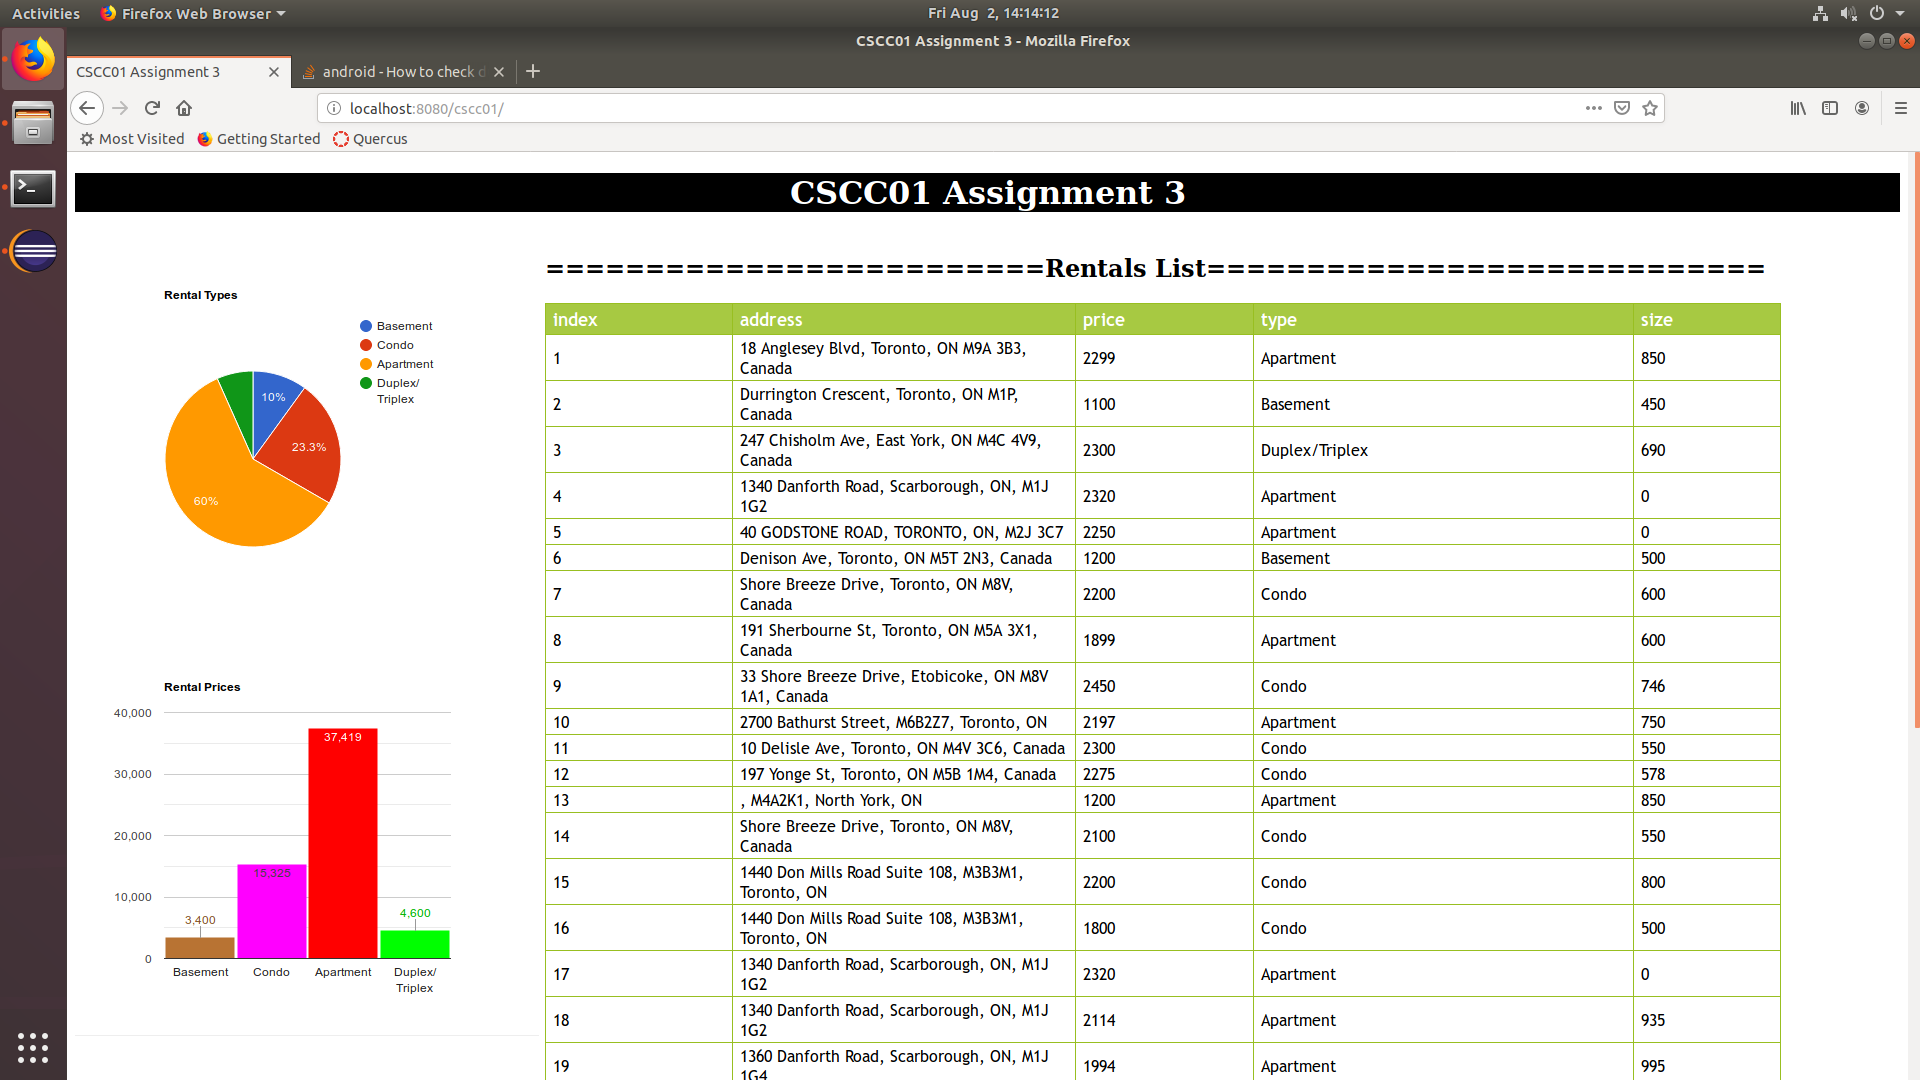 Activities
Firefox Web Browser
Fri Aug 2, 14:14:12
CSCC01 Assignment 3 - Mozilla Firefox
CSCC01 Assignment 3
android - How to check
localhost:8080/cscc01/
Most Visited
Getting Started
Quercus
CSCC01 Assignment 3
Rental Types
Basement
Condo
Apartment
Duplex/
Triplex
10%
23.3%
60%
Rental Prices
40,000
30,000
20,000
10,000
0
3,400
15,325
37,419
4,600
Basement
Condo
Apartment
Duplex/
Triplex
=========================Rentals List============================
index address price type size
1 18 Anglesey Blvd, Toronto, ON M9A 3B3, 2299 Apartment 850
Canada
2 Durrington Crescent, Toronto, ON M1P, 1100 Basement 450
Canada
3 247 Chisholm Ave, East York, ON M4C 4V9, 2300 Duplex/Triplex 690
Canada
4 1340 Danforth Road, Scarborough, ON, M1J 2320 Apartment 0
1G2
5 40 GODSTONE ROAD, TORONTO, ON, M2J 3C7 2250 Apartment 0
6 Denison Ave, Toronto, ON M5T 2N3, Canada 1200 Basement 500
7 Shore Breeze Drive, Toronto, ON M8V, 2200 Condo 600
Canada
8 191 Sherbourne St, Toronto, ON M5A 3X1, 1899 Apartment 600
Canada
9 33 Shore Breeze Drive, Etobicoke, ON M8V 2450 Condo 746
1A1, Canada
10 2700 Bathurst Street, M6B2Z7, Toronto, ON 2197 Apartment 750
11 10 Delisle Ave, Toronto, ON M4V 3C6, Canada 2300 Condo 550
12 197 Yonge St, Toronto, ON M5B 1M4, Canada 2275 Condo 578
13 , M4A2K1, North York, ON 1200 Apartment 850
14 Shore Breeze Drive, Toronto, ON M8V, 2100 Condo 550
Canada
15 1440 Don Mills Road Suite 108, M3B3M1, 2200 Condo 800
Toronto, ON
16 1440 Don Mills Road Suite 108, M3B3M1, 1800 Condo 500
Toronto, ON
17 1340 Danforth Road, Scarborough, ON, M1J 2320 Apartment 0
1G2
18 1340 Danforth Road, Scarborough, ON, M1J 2114 Apartment 935
1G2
19 1360 Danforth Road, Scarborough, ON, M1J 1994 Apartment 995
1G4